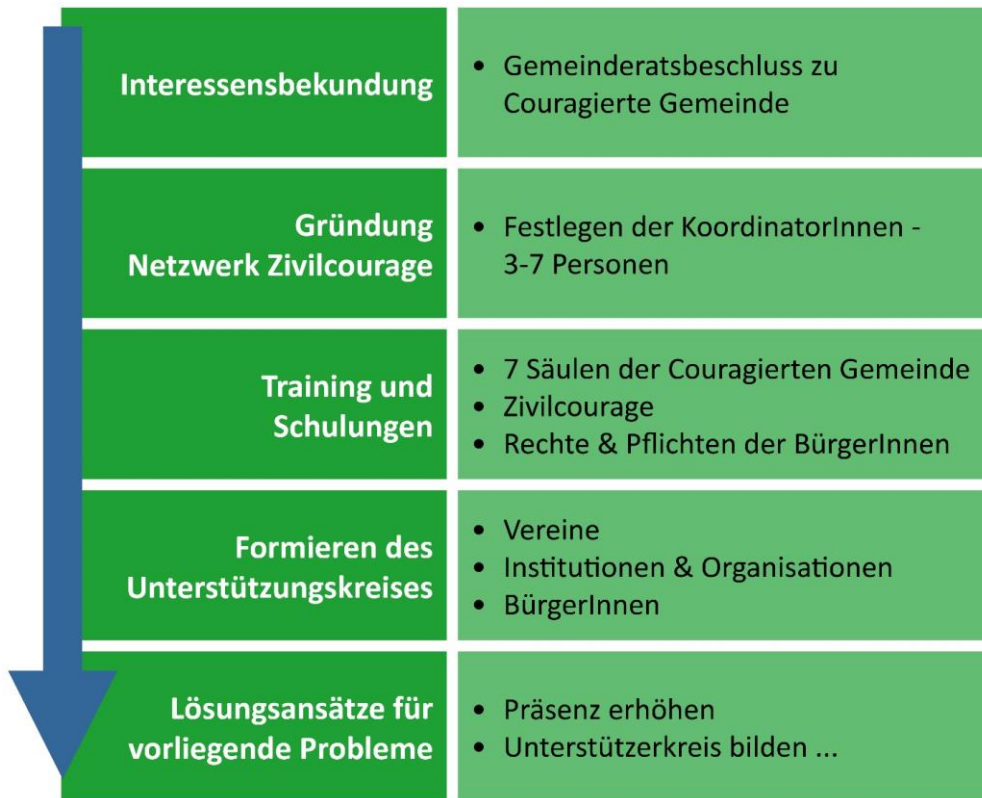 Interessensbekundung
• Gemeinderatsbeschluss zu
Couragierte Gemeinde
Gründung
Netzwerk Zivilcourage
• Festlegen der KoordinatorInnen -
3-7 Personen
Training und
Schulungen
• 7 Säulen der Couragierten Gemeinde
• Zivilcourage
• Rechte & Pflichten der BürgerInnen
Formieren des
Unterstützungskreises
• Vereine
• Institutionen & Organisationen
• BürgerInnen
Lösungsansätze für
vorliegende Probleme
• Präsenz erhöhen
• Unterstützerkreis bilden ...